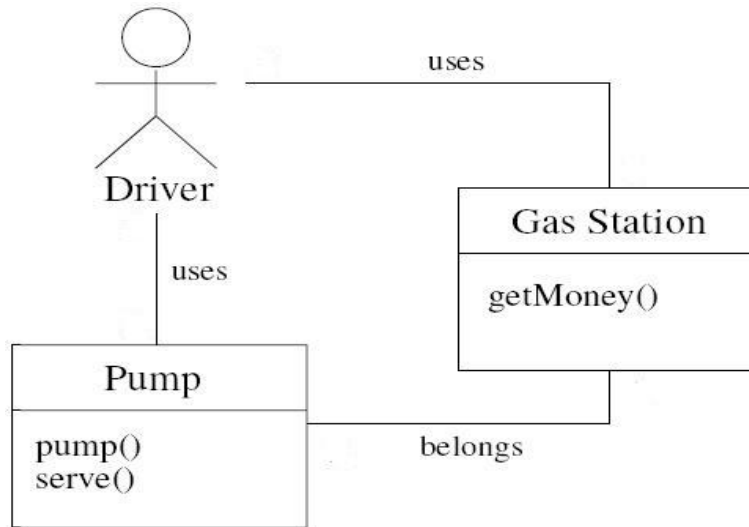 uses
Driver
Gas Station
uses
getMoney()
Pump
pump()
belongs
serve()